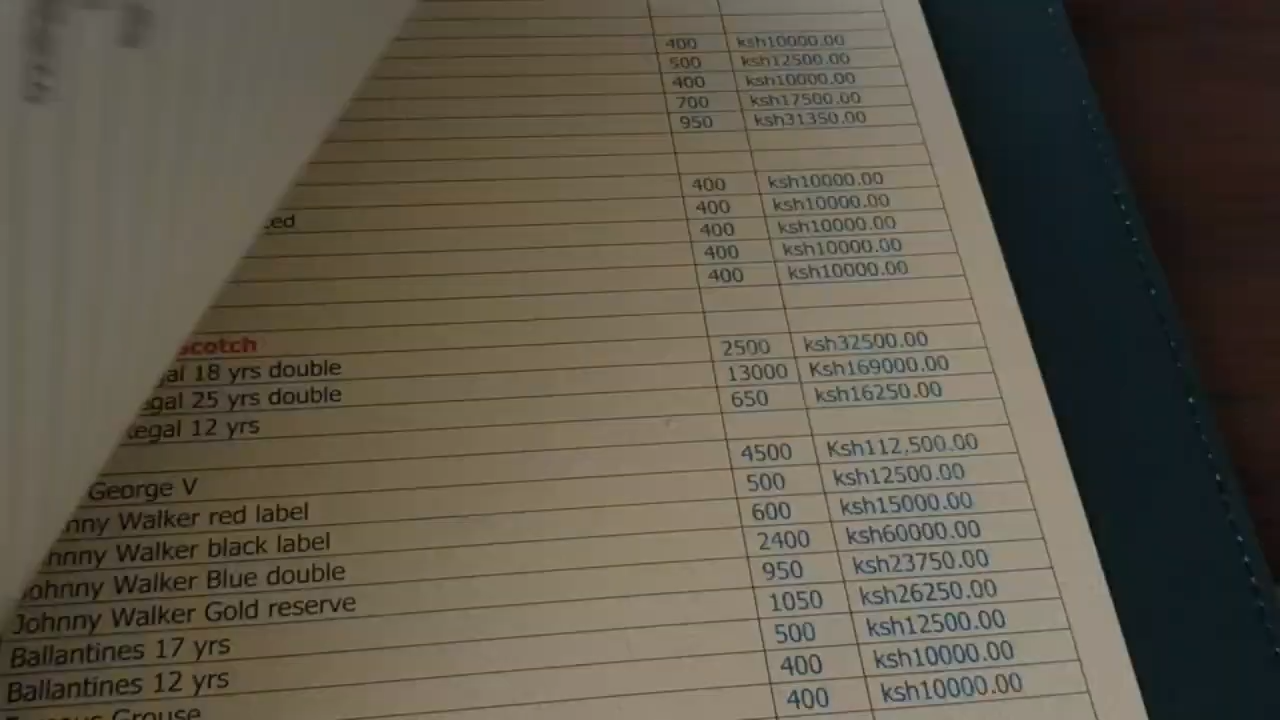 400 ksh10000.00
500 ksh12500.00
400 ksh10000.00
700 ksh17500.00
950 ksh31350.00
400 ksh10000.00
ed 400 ksh10000.00
400 ksh10000.00
400 ksh10000.00
400 ksh10000.00
scotch
gal 18 yrs double 2500 ksh32500.00
egal 25 yrs double 13000 Ksh169000.00
egal 12 yrs 650 ksh16250.00
George V 4500 Ksh112,500.00
nny Walker red label 500 ksh12500.00
hnny Walker black label 600 ksh15000.00
Johnny Walker Blue double 2400 ksh60000.00
Johnny Walker Gold reserve 950 ksh23750.00
Ballantines 17 yrs 1050 ksh26250.00
Ballantines 12 yrs 500 ksh12500.00
Grouse 400 ksh10000.00
400 ksh10000.00